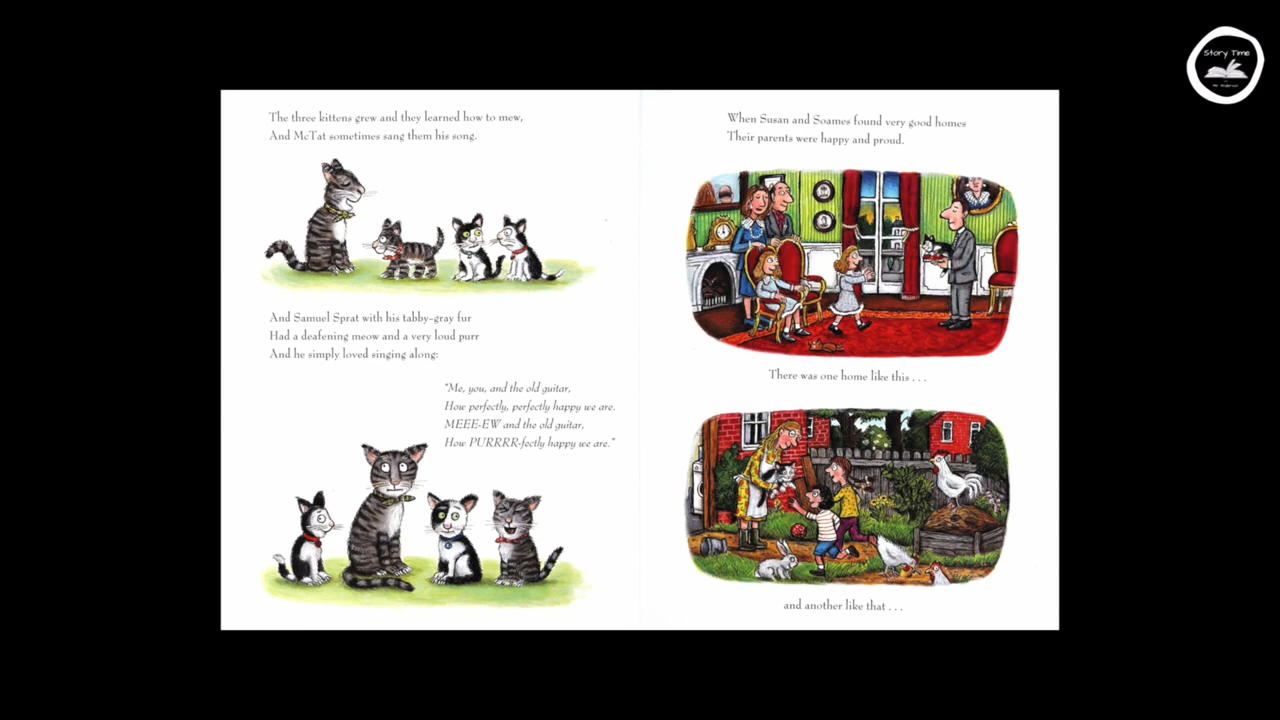 Story Time
The three kittens grew and they learned how to mew,
And McTat sometimes sang them his song.
And Samuel Sprat with his tabby-gray fur
Had a deafening meow and a very loud purr
And he simply loved singing along:
"Me, you, and the old guitar,
How perfectly, perfectly happy we are.
MEEE-EW and the old guitar,
How PURRRR-fectly happy we are."
When Susan and Soames found very good homes
Their parents were happy and proud.
There was one home like this . . .
and another like that . . .